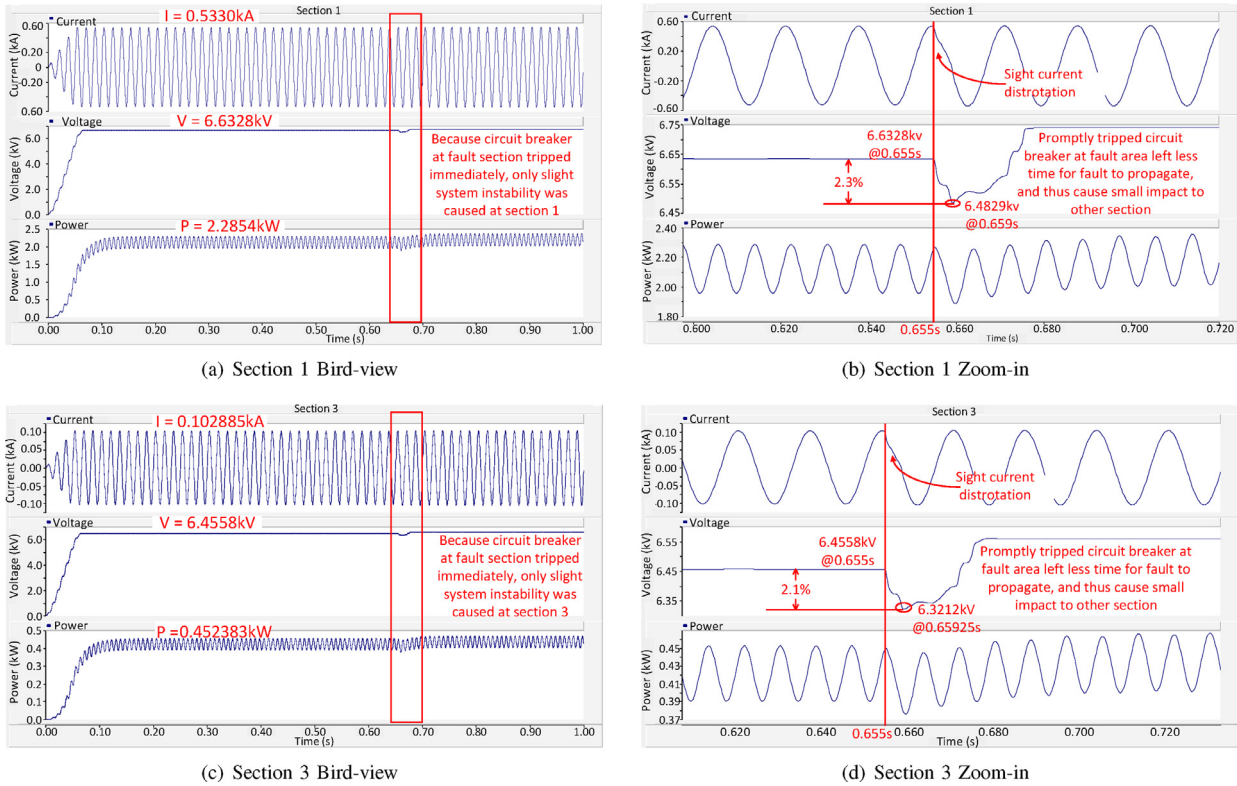 Section 1
Current
I = 0.5330kA
Current (kA)
0.60
0.20
0
0.20
0.60
Voltage
V = 6.6328kV
Voltage (kV)
6.0
4.0
2.0
0.0
Because circuit breaker
at fault section tripped
immediately, only slight
system instability was
caused at section 1
Power
P = 2.2854kW
Power (kW)
2.5
2.0
1.5
1.0
0.5
0.0
0.00 0.10 0.20 0.30 0.40 0.50 0.60 0.70 0.80 0.90 1.00
Time (s)
(a) Section 1 Bird-view
Section 1
Current
Current (kA)
0.60
0.20
-0.20
-0.60
Sight current
distrotation
Voltage
Voltage (kV)
6.75
6.65
6.55
6.45
6.6328kv
@0.655s
2.3%
6.4829kv
@0.659s
Promptly tripped circuit
breaker at fault area left less
time for fault to propagate,
and thus cause small impact to
other section
Power
Power (kW)
2.40
2.20
2.00
1.80
0.600 0.620 0.640 0.655s 0.660 0.680 0.700 0.720
Time (s)
(b) Section 1 Zoom-in
Section 3
Current
I = 0.102885kA
Current (kA)
0.10
0.05
0.00
-0.05
-0.10
Voltage
V = 6.4558kV
Voltage (kV)
6.0
4.0
2.0
0.0
Because circuit breaker
at fault section tripped
immediately, only slight
system instability was
caused at section 3
Power
P =0.452383kW
Power (kW)
0.5
0.4
0.3
0.2
0.1
0.0
0.00 0.10 0.20 0.30 0.40 0.50 0.60 0.70 0.80 0.90 1.00
Time (s)
(c) Section 3 Bird-view
Section 3
Current
Current (kA)
0.10
0.05
0.00
-0.05
-0.10
Sight current
distrotation
Voltage
Voltage (kV)
6.55
6.45
6.35
6.4558kV
@0.655s
2.1%
6.3212kV
@0.65925s
Promptly tripped circuit breaker at
fault area left less time for fault to
propagate, and thus cause small
impact to other section
Power
Power (kW)
0.45
0.41
0.39
0.37
0.620 0.640 0.655s 0.660 0.680 0.700 0.720
Time (s)
(d) Section 3 Zoom-in